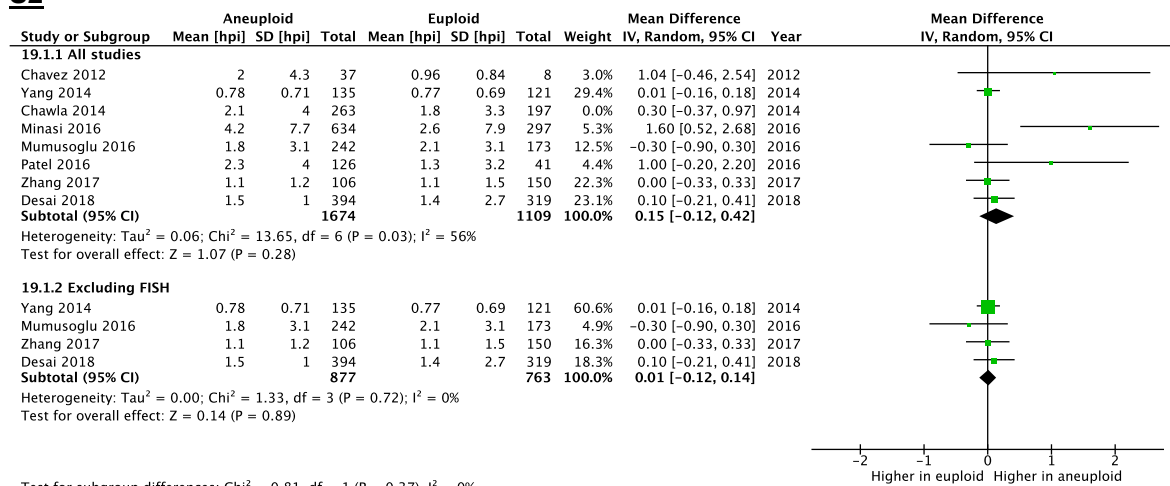 Aneuploid Euploid Mean Difference Mean Difference
Study or Subgroup Mean [hpi] SD [hpi] Total Mean [hpi] SD [hpi] Total Weight IV, Random, 95% CI Year IV, Random, 95% CI
19.1.1 All studies
Chavez 2012 2 4.3 37 0.96 0.84 8 3.0% 1.04 [−0.46, 2.54] 2012
Yang 2014 0.78 0.71 135 0.77 0.69 121 29.4% 0.01 [−0.16, 0.18] 2014
Chawla 2014 2.1 4 263 1.8 3.3 197 0.0% 0.30 [−0.37, 0.97] 2014
Minasi 2016 4.2 7.7 634 2.6 7.9 297 5.3% 1.60 [0.52, 2.68] 2016
Mumusoglu 2016 1.8 3.1 242 2.1 3.1 173 12.5% −0.30 [−0.90, 0.30] 2016
Patel 2016 2.3 4 126 1.3 3.2 41 4.4% 1.00 [−0.20, 2.20] 2016
Zhang 2017 1.1 1.2 106 1.1 1.5 150 22.3% 0.00 [−0.33, 0.33] 2017
Desai 2018 1.5 1 394 1.4 2.7 319 23.1% 0.10 [−0.21, 0.41] 2018
Subtotal (95% CI) 1674 1109 100.0% 0.15 [−0.12, 0.42]
Heterogeneity: Tau² = 0.06; Chi² = 13.65, df = 6 (P = 0.03); I² = 56%
Test for overall effect: Z = 1.07 (P = 0.28)
19.1.2 Excluding FISH
Yang 2014 0.78 0.71 135 0.77 0.69 121 60.6% 0.01 [−0.16, 0.18] 2014
Mumusoglu 2016 1.8 3.1 242 2.1 3.1 173 4.9% −0.30 [−0.90, 0.30] 2016
Zhang 2017 1.1 1.2 106 1.1 1.5 150 16.3% 0.00 [−0.33, 0.33] 2017
Desai 2018 1.5 1 394 1.4 2.7 319 18.3% 0.10 [−0.21, 0.41] 2018
Subtotal (95% CI) 877 763 100.0% 0.01 [−0.12, 0.14]
Heterogeneity: Tau² = 0.00; Chi² = 1.33, df = 3 (P = 0.72); I² = 0%
Test for overall effect: Z = 0.14 (P = 0.89)
−2 −1 0 1 2
Higher in euploid Higher in aneuploid
Test for subgroup differences: Chi² = 0.81, df = 1 (P = 0.37), I² = 0%